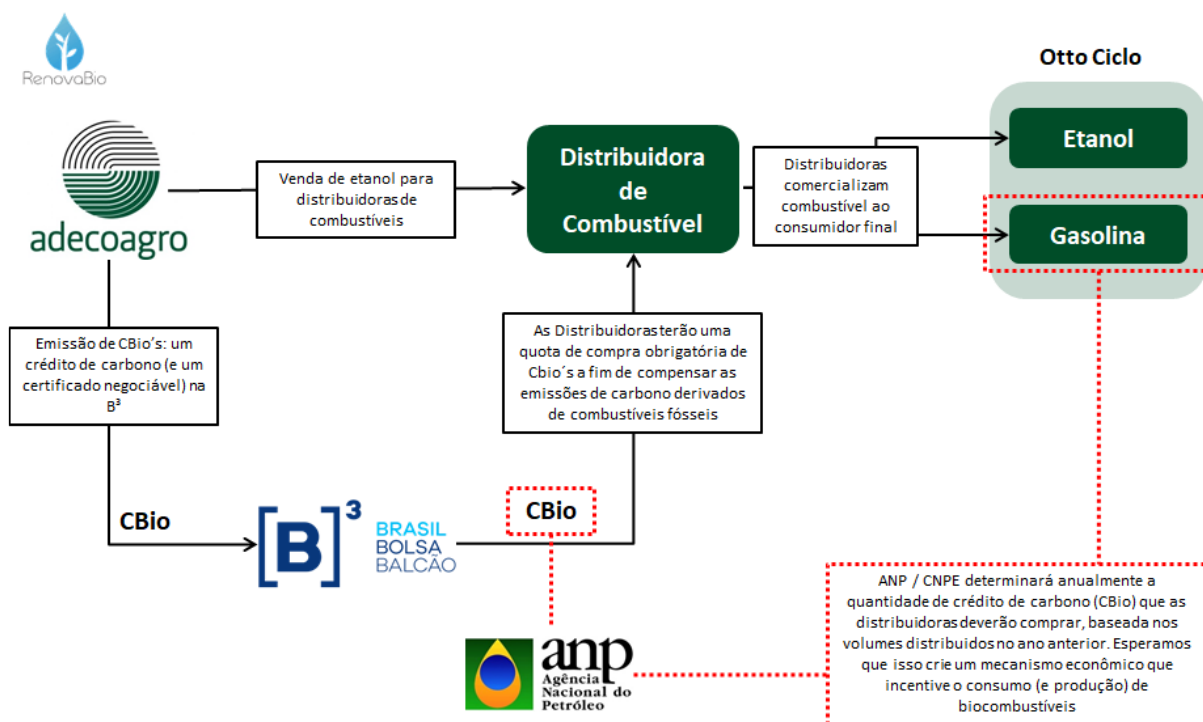 RenovaBio
Otto Ciclo
adecoagro
Venda de etanol para
distribuidoras de
combustíveis
Distribuidora
de
Combustível
Distribuidoras
comercializam
combustível ao
consumidor final
Etanol
Gasolina
Emissão de CBio´s: um
crédito de carbono (e um
certificado negociável) na
B³
As Distribuidoras terão uma
quota de compra obrigatória de
Cbio´s a fim de compensar as
emissões de carbono derivados
de combustíveis fósseis
CBio
[B]³
BRASIL
BOLSA
BALCÃO
CBio
anp
Agência
Nacional do
Petróleo
ANP / CNPE determinará anualmente a
quantidade de crédito de carbono (CBio) que as
distribuidoras deverão comprar, baseada nos
volumes distribuidos no ano anterior. Esperamos
que isso crie um mecanismo econômico que
incentive o consumo (e produção) de
biocombustíveis